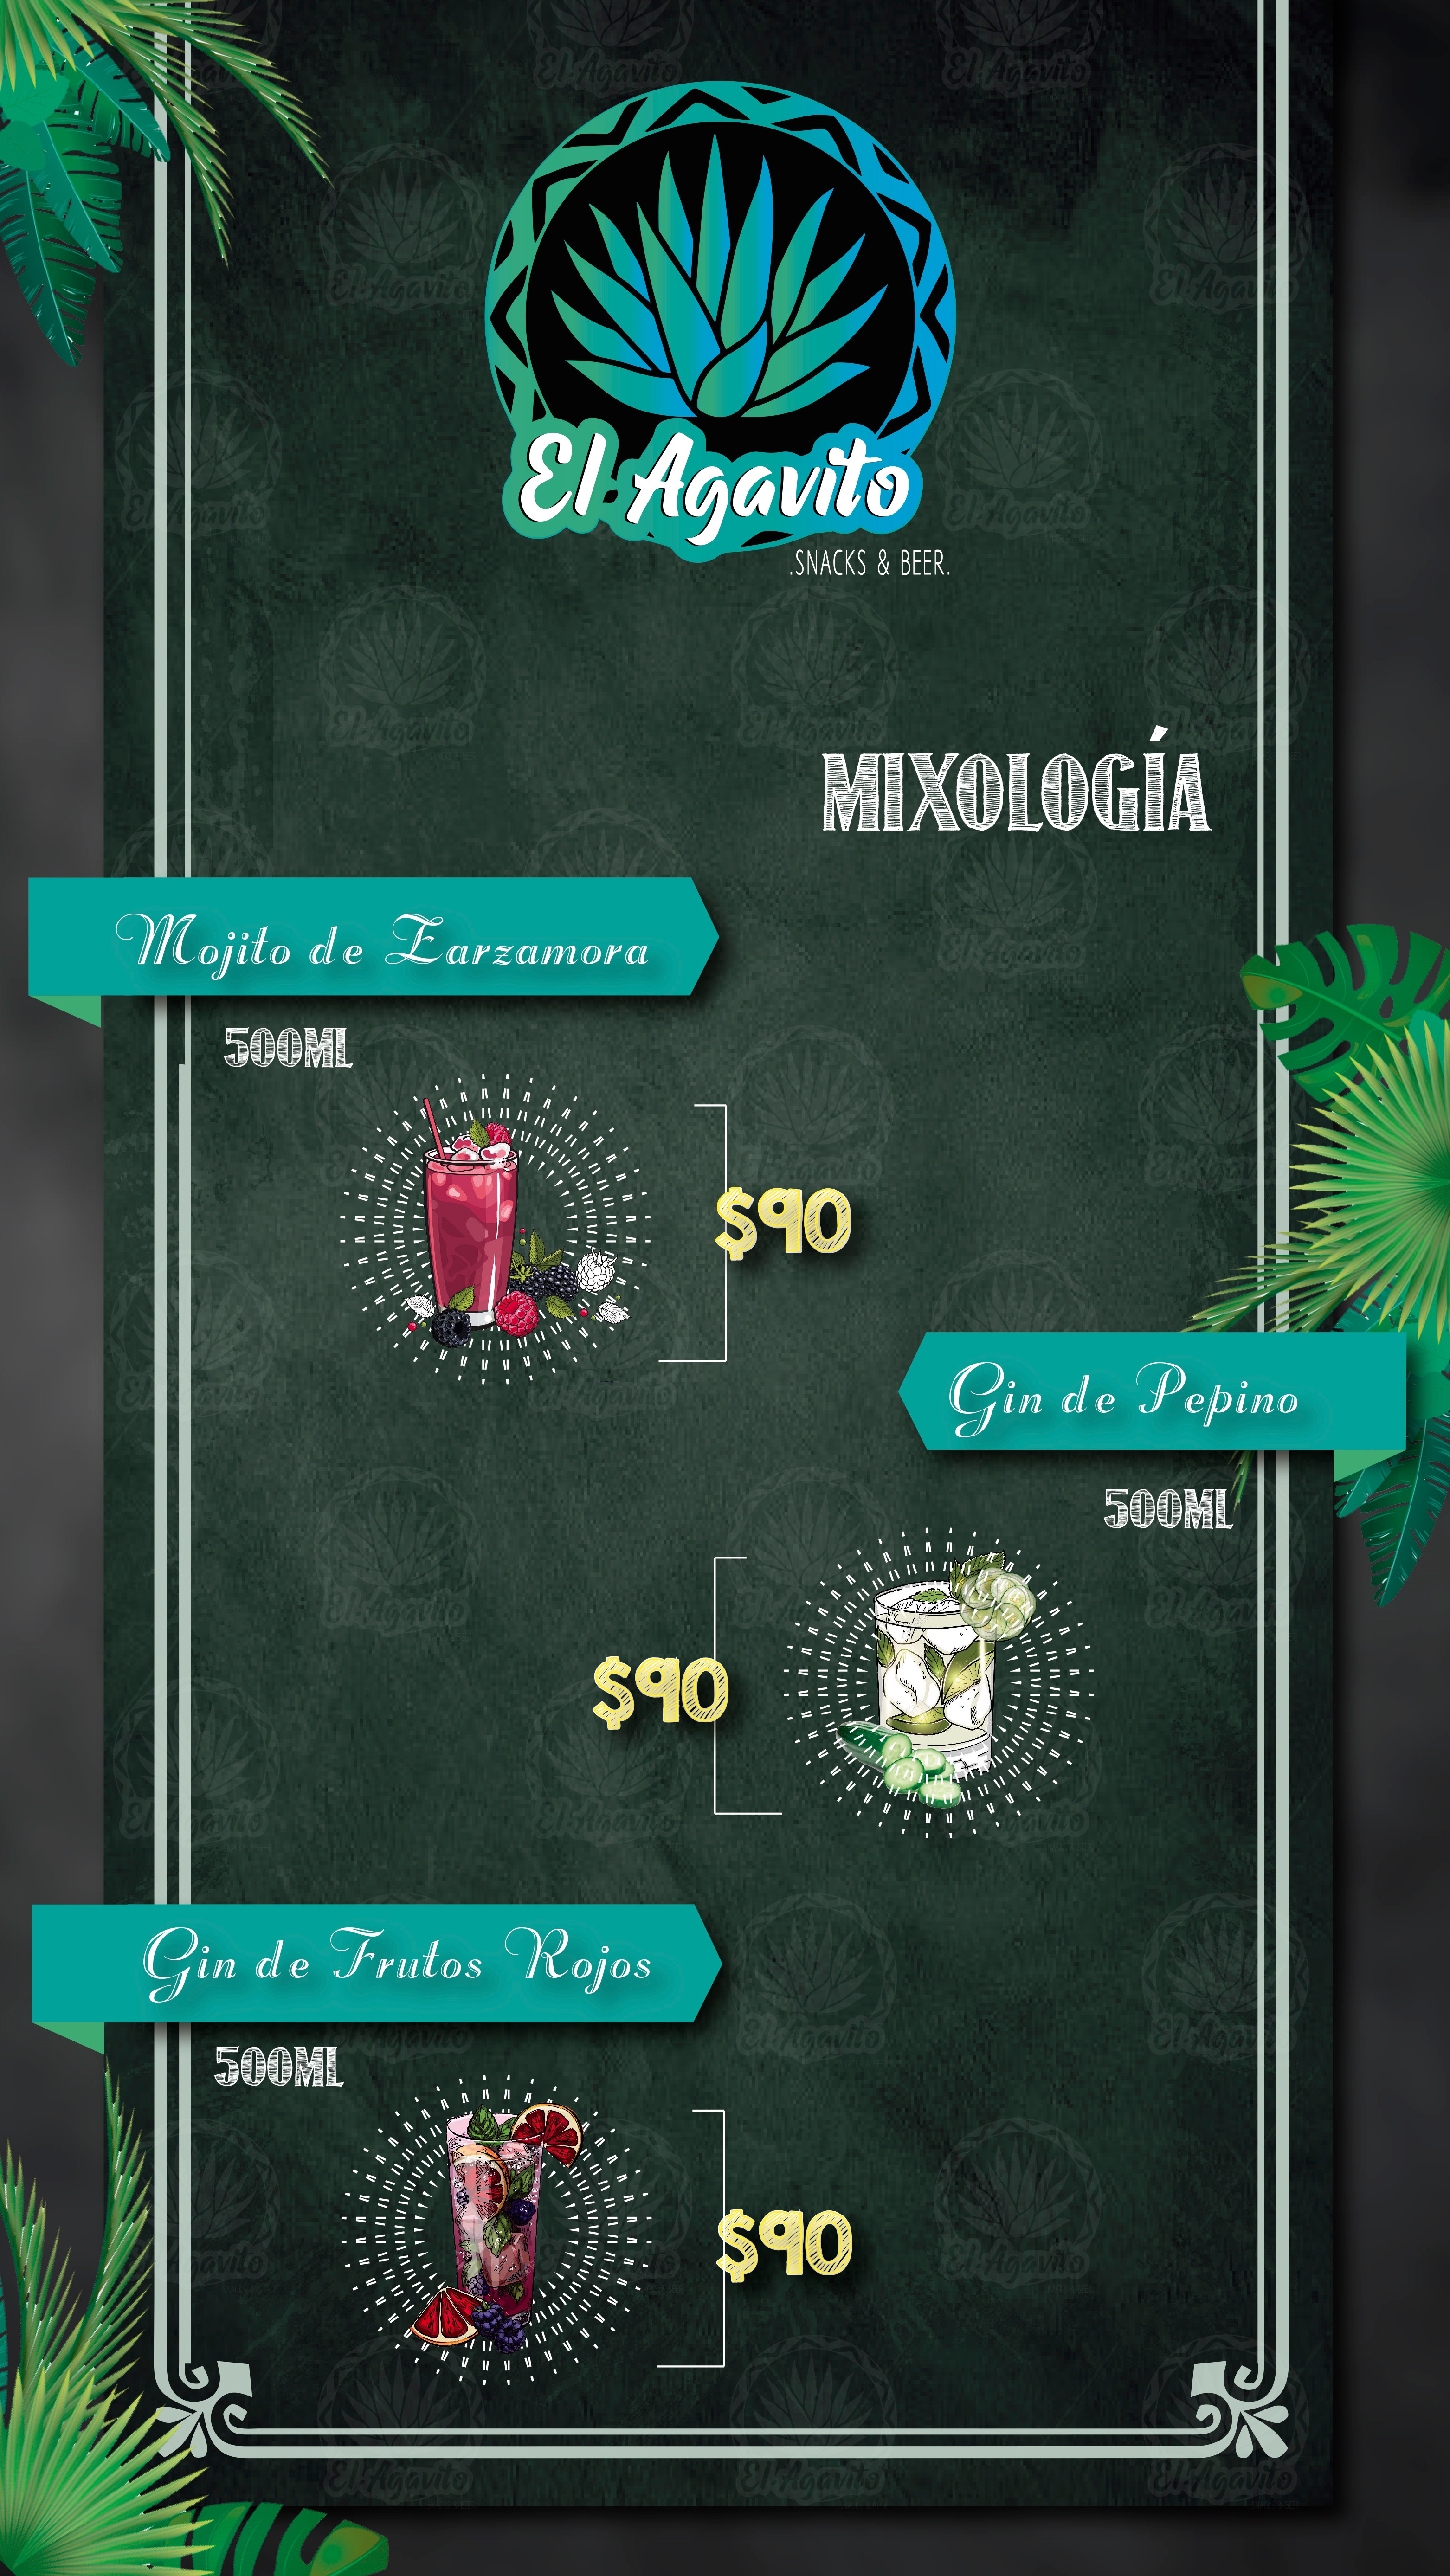 El Agavito
.SNACKS & BEER.
MIXOLOGÍA
Mojito de Zarzamora
500ML
$90
Gin de Pepino
500ML
$90
Gin de Frutos Rojos
500ML
$90